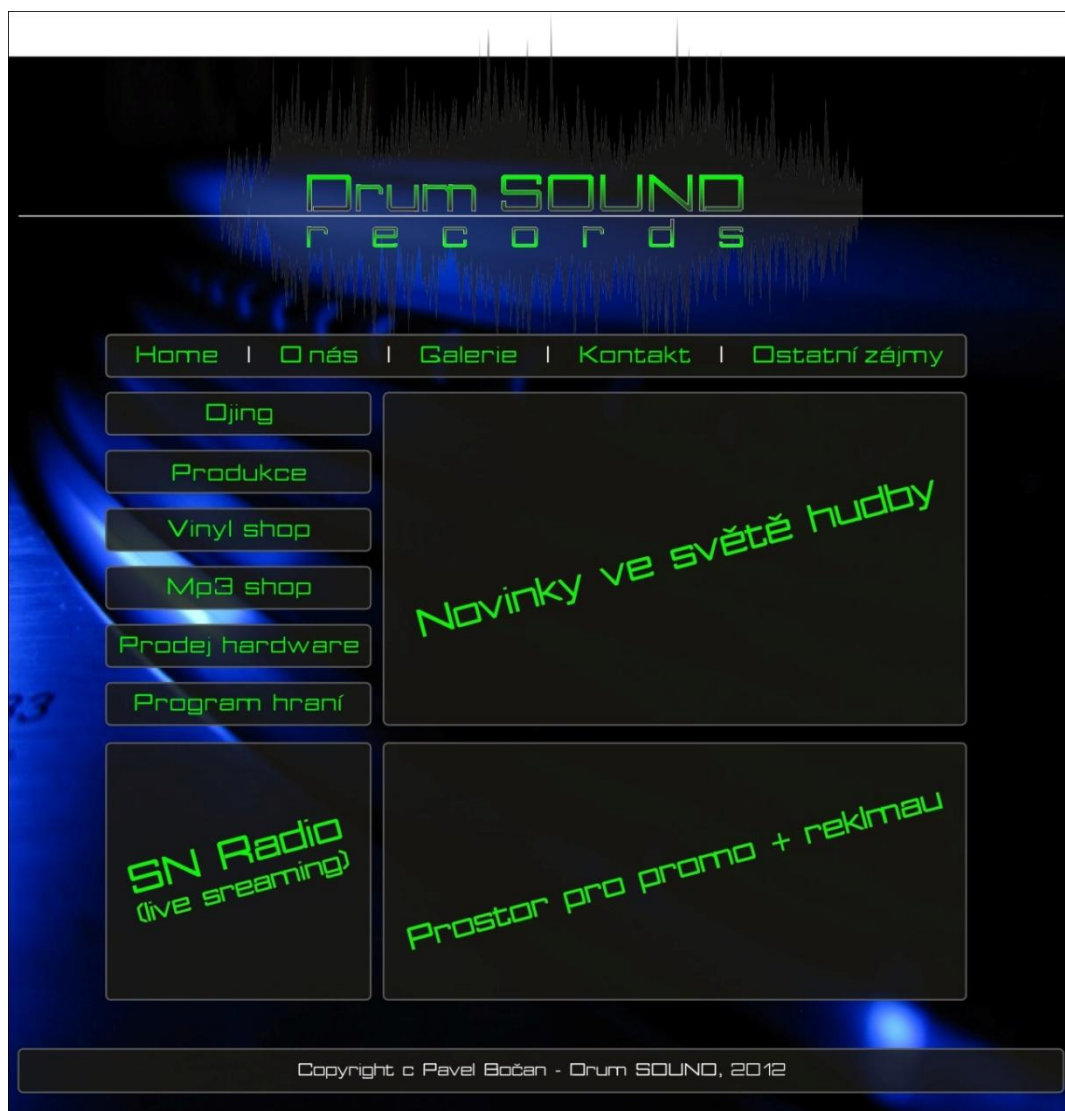 Drum SOUND
records
Home | O nás | Galerie | Kontakt | Ostatní zájmy
Djing
Produkce
Vinyl shop
Mp3 shop
Prodej hardware
Program hraní
Novinky ve světě hudby
SN Radio
(live sreaming)
Prostor pro promo + reklmau
Copyright c Pavel Bočan - Drum SOUND, 2012